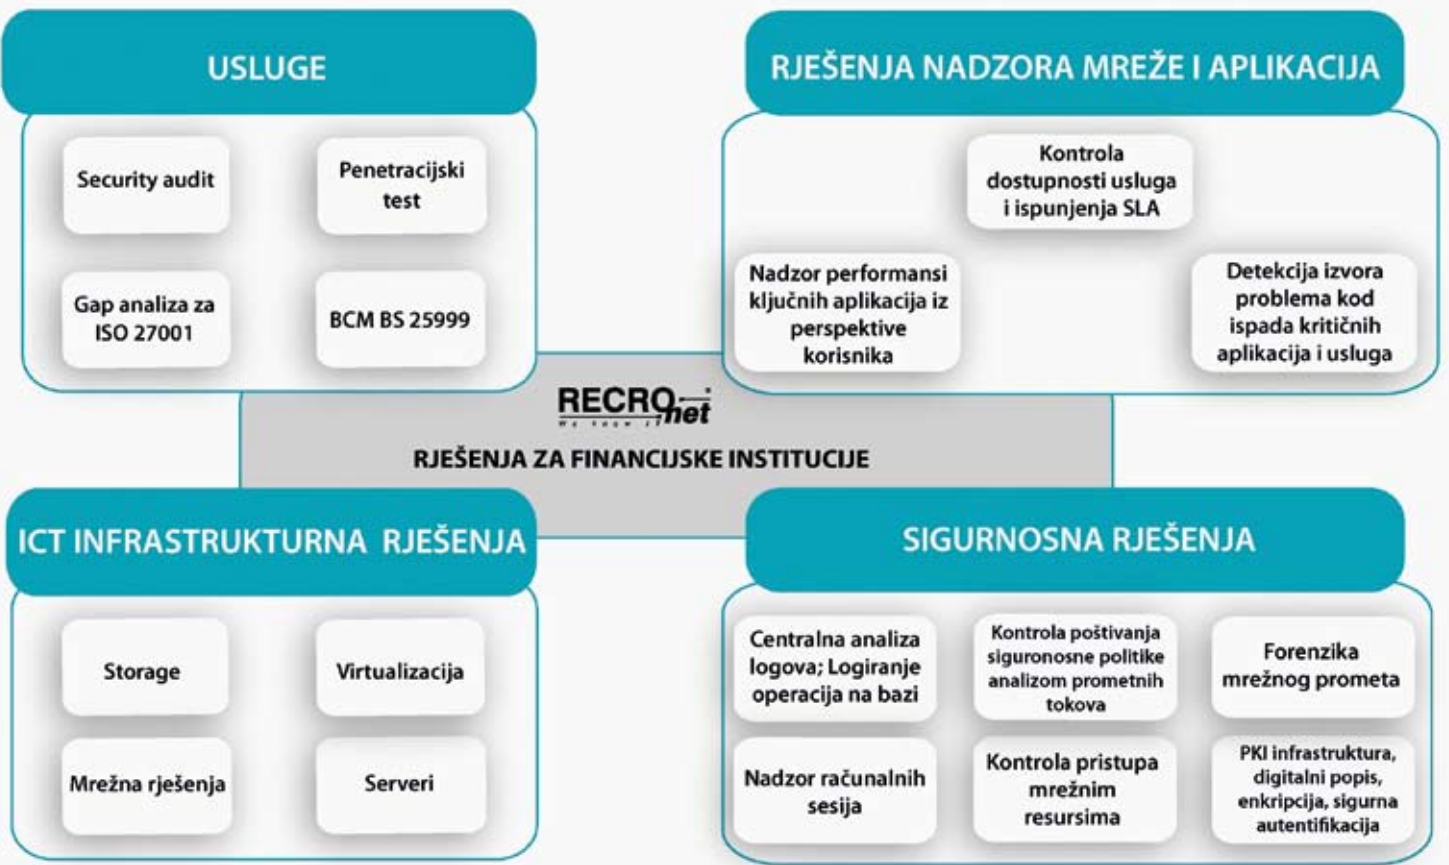 USLUGE
Security audit
Penetracijski
test
Gap analiza za
ISO 27001
BCM BS 25999
RJEŠENJA NADZORA MREŽE I APLIKACIJA
Kontrola
dostupnosti usluga
i ispunjenja SLA
Nadzor performansi
ključnih aplikacija iz
perspektive
korisnika
Detekcija izvora
problema kod
ispada kritičnih
aplikacija i usluga
RECRO
net
RJEŠENJA ZA FINANCIJSKE INSTITUCIJE
ICT INFRASTRUKTURNA RJEŠENJA
Storage
Virtualizacija
Mrežna rješenja
Serveri
SIGURNOSNA RJEŠENJA
Centralna analiza
logova; Logiranje
operacija na bazi
Kontrola poštivanja
siguronosne politike
analizom prometnih
tokova
Forenzika
mrežnog prometa
Nadzor računalnih
sesija
Kontrola pristupa
mrežnim
resursima
PKI infrastruktura,
digitalni popis,
enkripcija, sigurna
autentifikacija